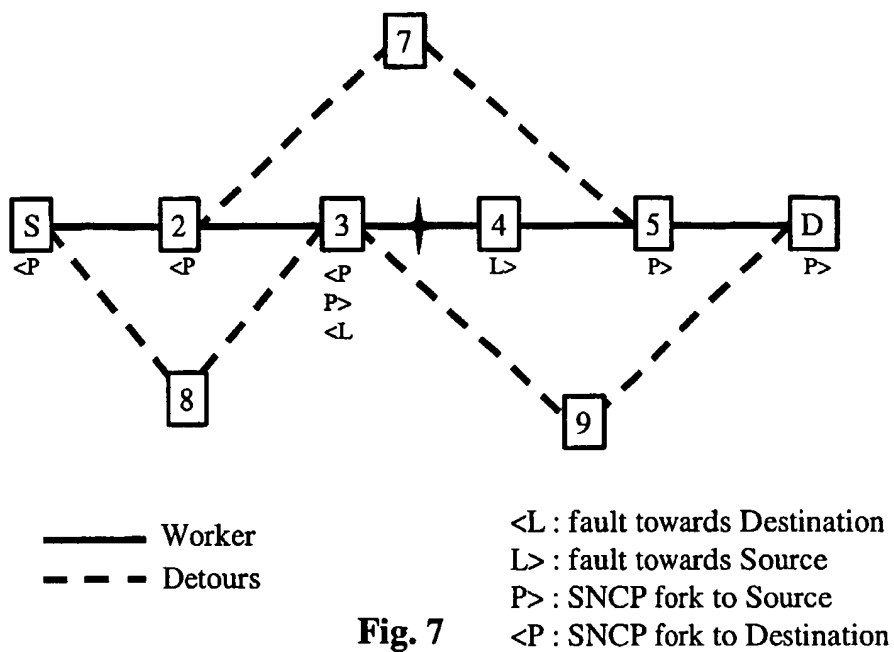 7
S 2 3 4 5 D
<P <P <P L> P> P>
P>
<L
8
9
Worker
Detours
<L : fault towards Destination
L> : fault towards Source
P> : SNCP fork to Source
<P : SNCP fork to Destination
Fig. 7